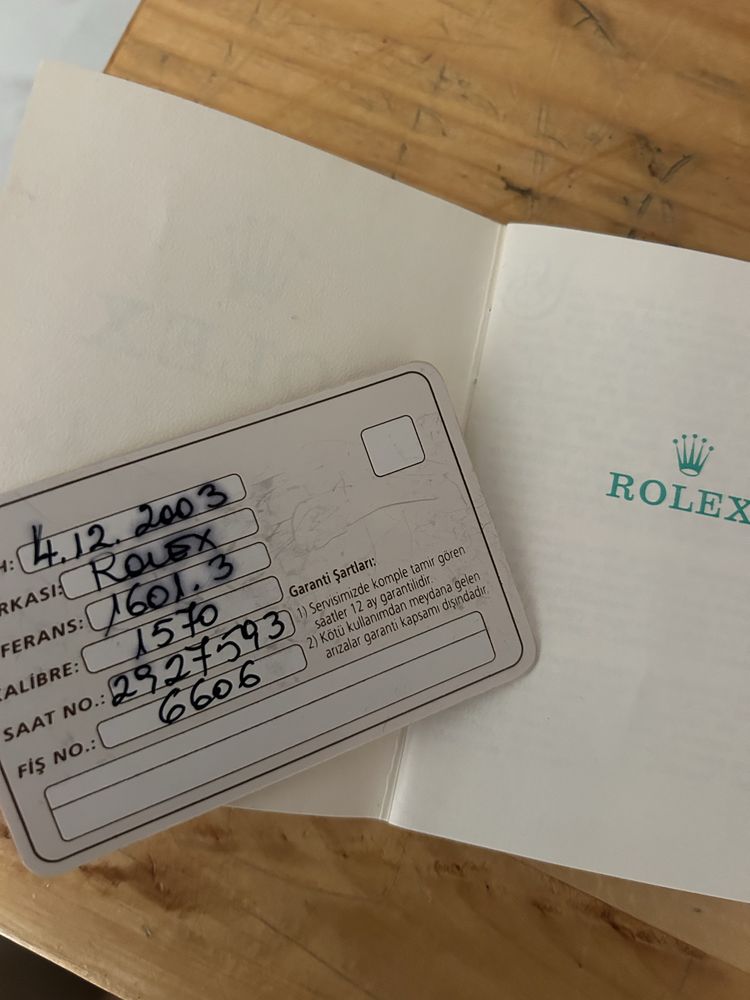 H: 4.12.2003
RKASI: ROLEX
FERANS: 1601.3
KALİBRE: 1570
SAAT NO.: 2927593
FİŞ NO.: 6606
Garanti Şartları:
1) Servisimizde komple tamir gören
saatler 12 ay garantilidir.
2) Kötü kullanımdan meydana gelen
arızalar garanti kapsamı dışındadır.
ROLEX